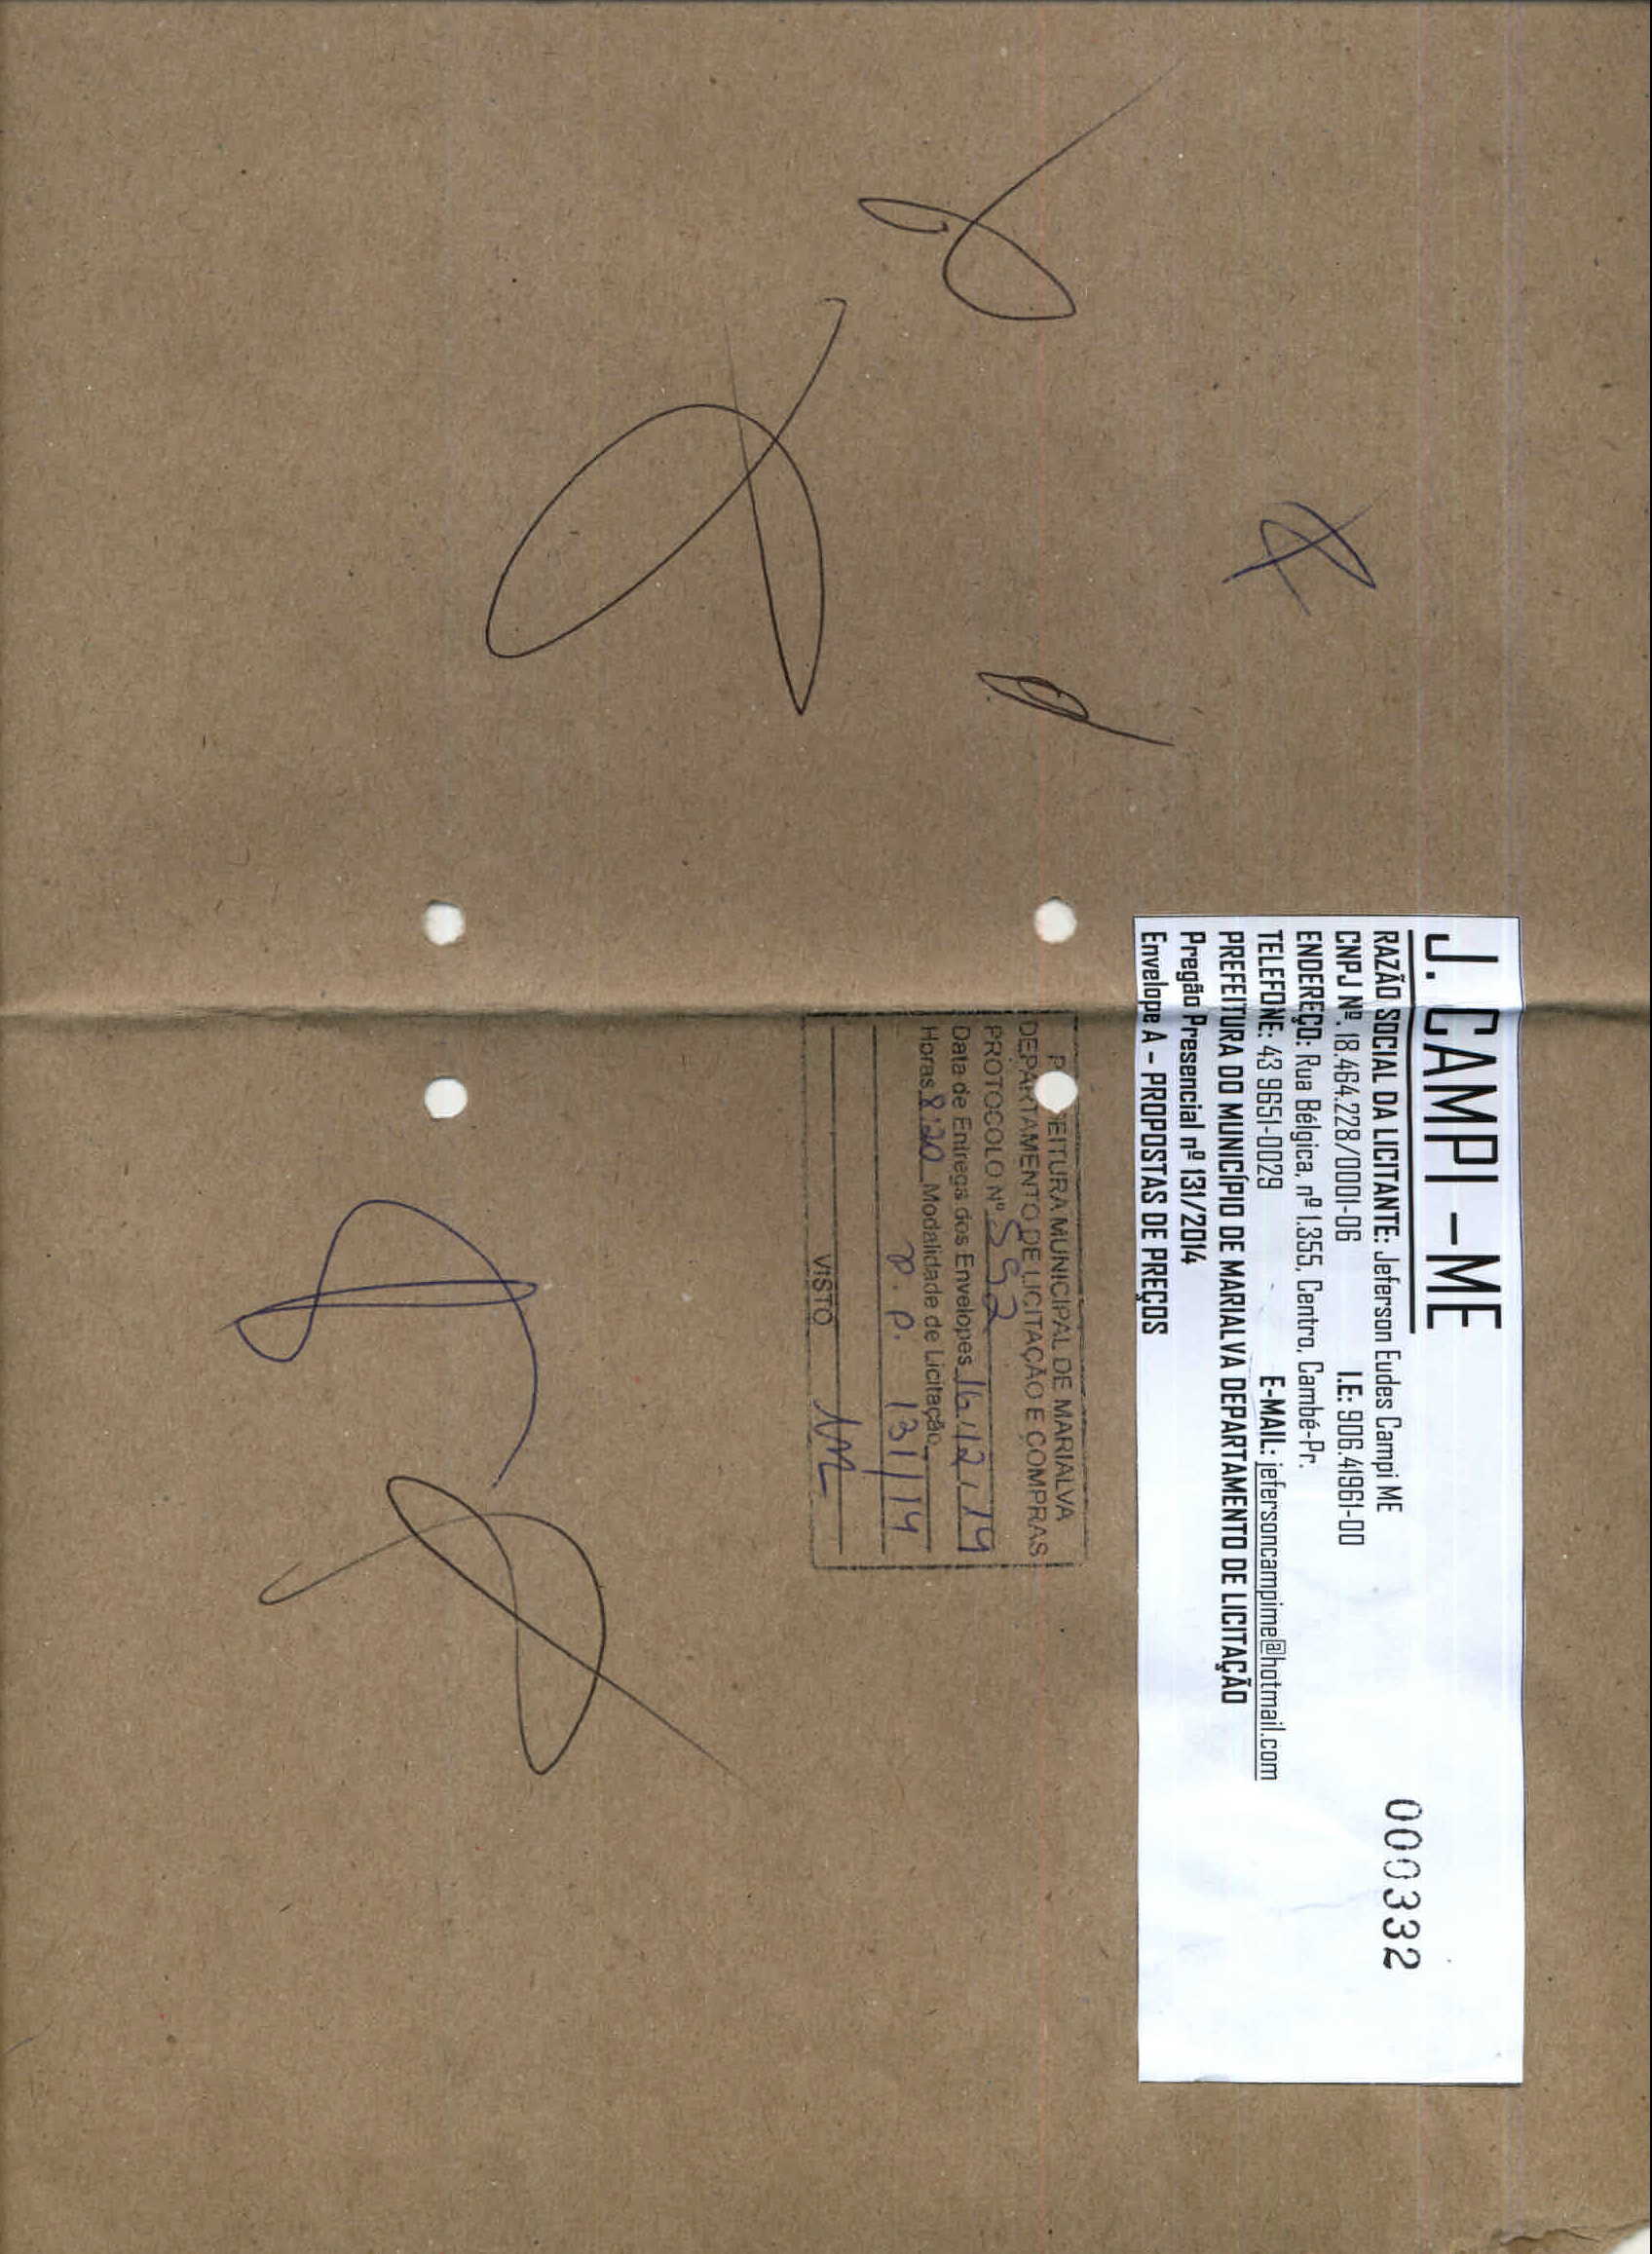 J. CAMPI -ME
000332
RAZÃO SOCIAL DA LICITANTE: Jeferson Eudes Campi ME
CNPJ Nº. 18.464.228/0001-06 I.E: 906.41961-00
ENDEREÇO: Rua Bélgica, nº 1.355, Centro, Cambé-Pr.
TELEFONE: 43 9651-0029 E-MAIL: jefersoncampime@hotmail.com
PREFEITURA DO MUNICÍPIO DE MARIALVA DEPARTAMENTO DE LICITAÇÃO
Pregão Presencial nº 131/2014
Envelope A - PROPOSTAS DE PREÇOS
P EITURA MUNICIPAL DE MARIALVA
DEPARTAMENTO DE LICITAÇÃO E COMPRAS
PROTOCOLO Nº
Data de Entrega dos Envelopes 16/12/14
Horas 8:20 Modalidade de Licitação
P.P. 131/14
VISTO